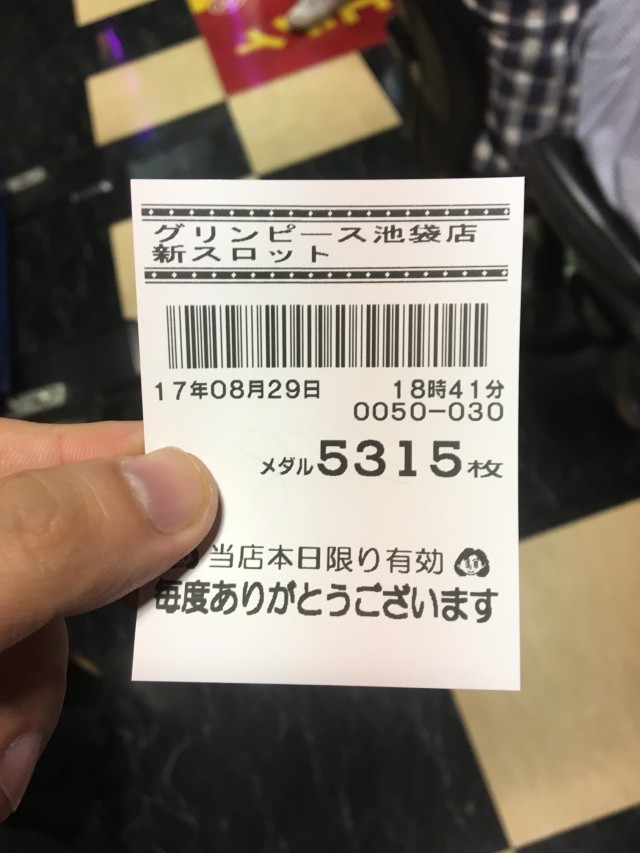 グリンピース池袋店
新スロット
17年08月29日 18時41分
0050-030
メダル5315枚
当店本日限り有効
毎度ありがとうございます